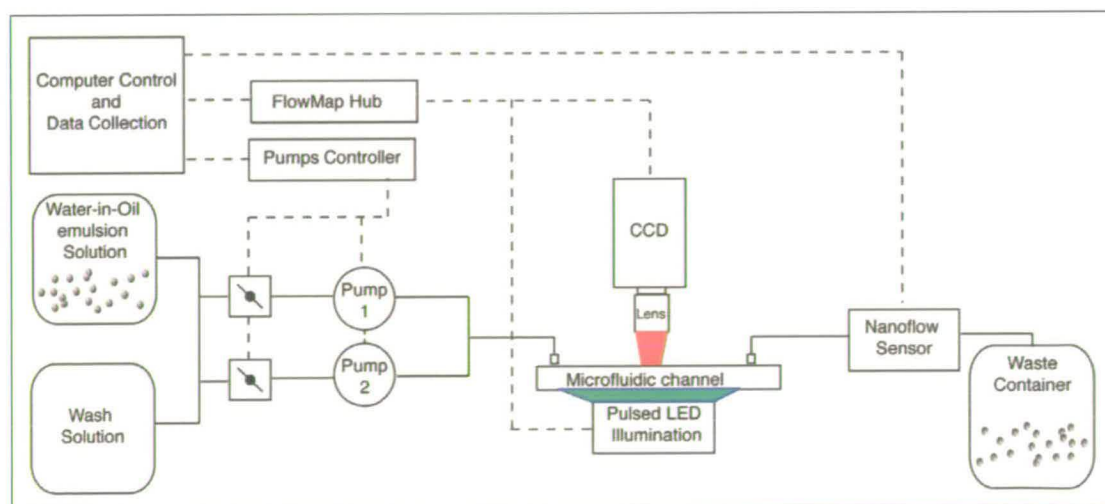 Computer Control
and
Data Collection
FlowMap Hub
Pumps Controller
Water-in-Oil
emulsion
Solution
Wash
Solution
Pump
1
Pump
2
CCD
Lens
Microfluidic channel
Pulsed LED
Illumination
Nanoflow
Sensor
Waste
Container